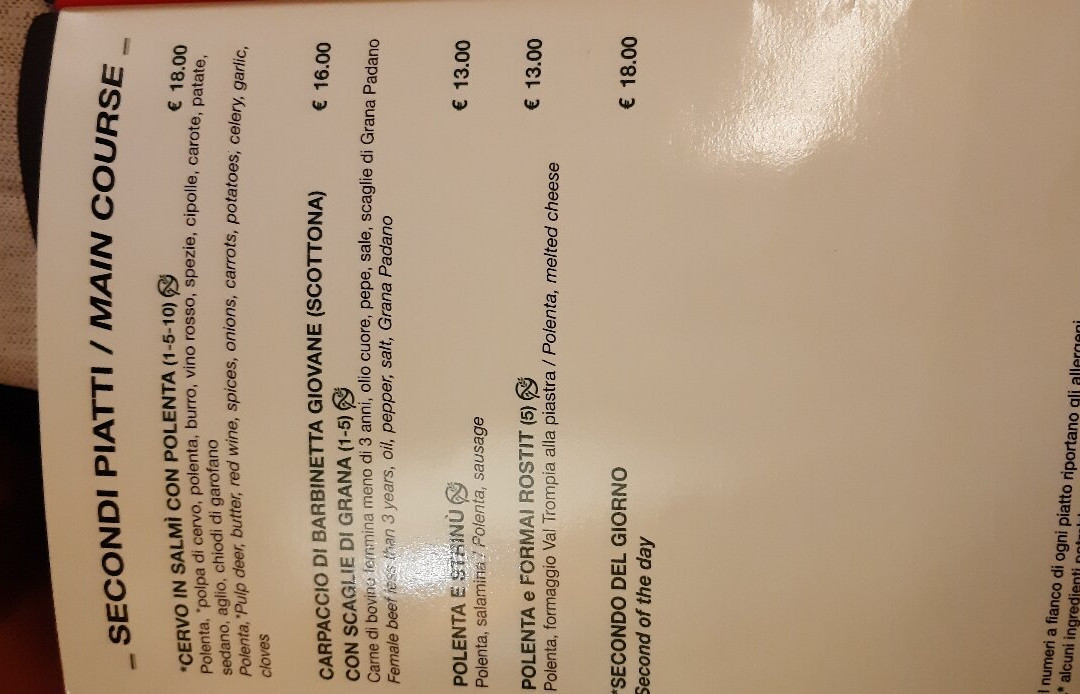 – SECONDI PIATTI / MAIN COURSE –
*CERVO IN SALMÌ CON POLENTA (1-5-10) € 18.00
Polenta. *polpa di cervo, polenta, burro, vino rosso, spezie, cipolle, carote, patate,
sedano, aglio, chiodi di garofano
Polenta,*Pulp deer, butter, red wine, spices, onions, carrots, potatoes, celery, garlic,
cloves
CARPACCIO DI BARBINETTA GIOVANE (SCOTTONA) € 16.00
CON SCAGLIE DI GRANA (1-5)
Carne di bovino femmina meno di 3 anni, olio cuore, pepe, sale, scaglie di Grana Padano
Female beef less than 3 years, oil, pepper, salt, Grana Padano
POLENTA E STRINÙ € 13.00
Polenta, salamina / Polenta, sausage
POLENTA e FORMAI ROSTIT (5) € 13.00
Polenta, formaggio Val Trompia alla piastra / Polenta, melted cheese
*SECONDO DEL GIORNO € 18.00
Second of the day
I numeri a fianco di ogni piatto riportano gli allergeni
* alcuni ingredienti